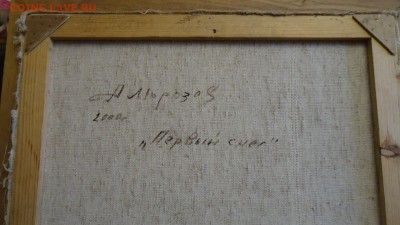 А Морозов
2000г
„Первый снег"